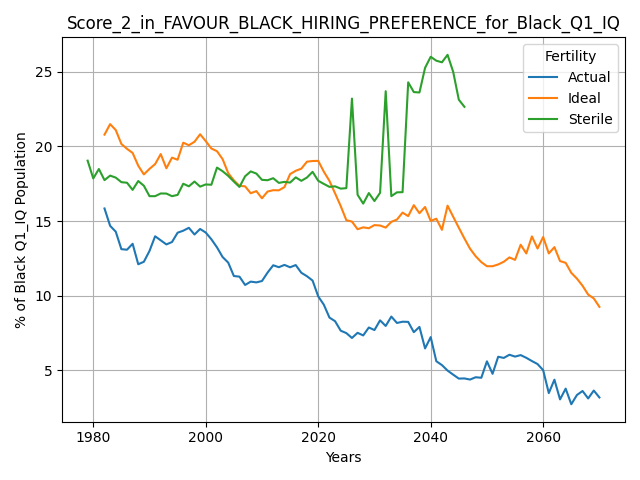 Score_2_in_FAVOUR_BLACK_HIRING_PREFERENCE_for_Black_Q1_IQ
% of Black Q1_IQ Population
25
20
15
10
5
Fertility
Actual
Ideal
Sterile
1980 2000 2020 2040 2060
Years